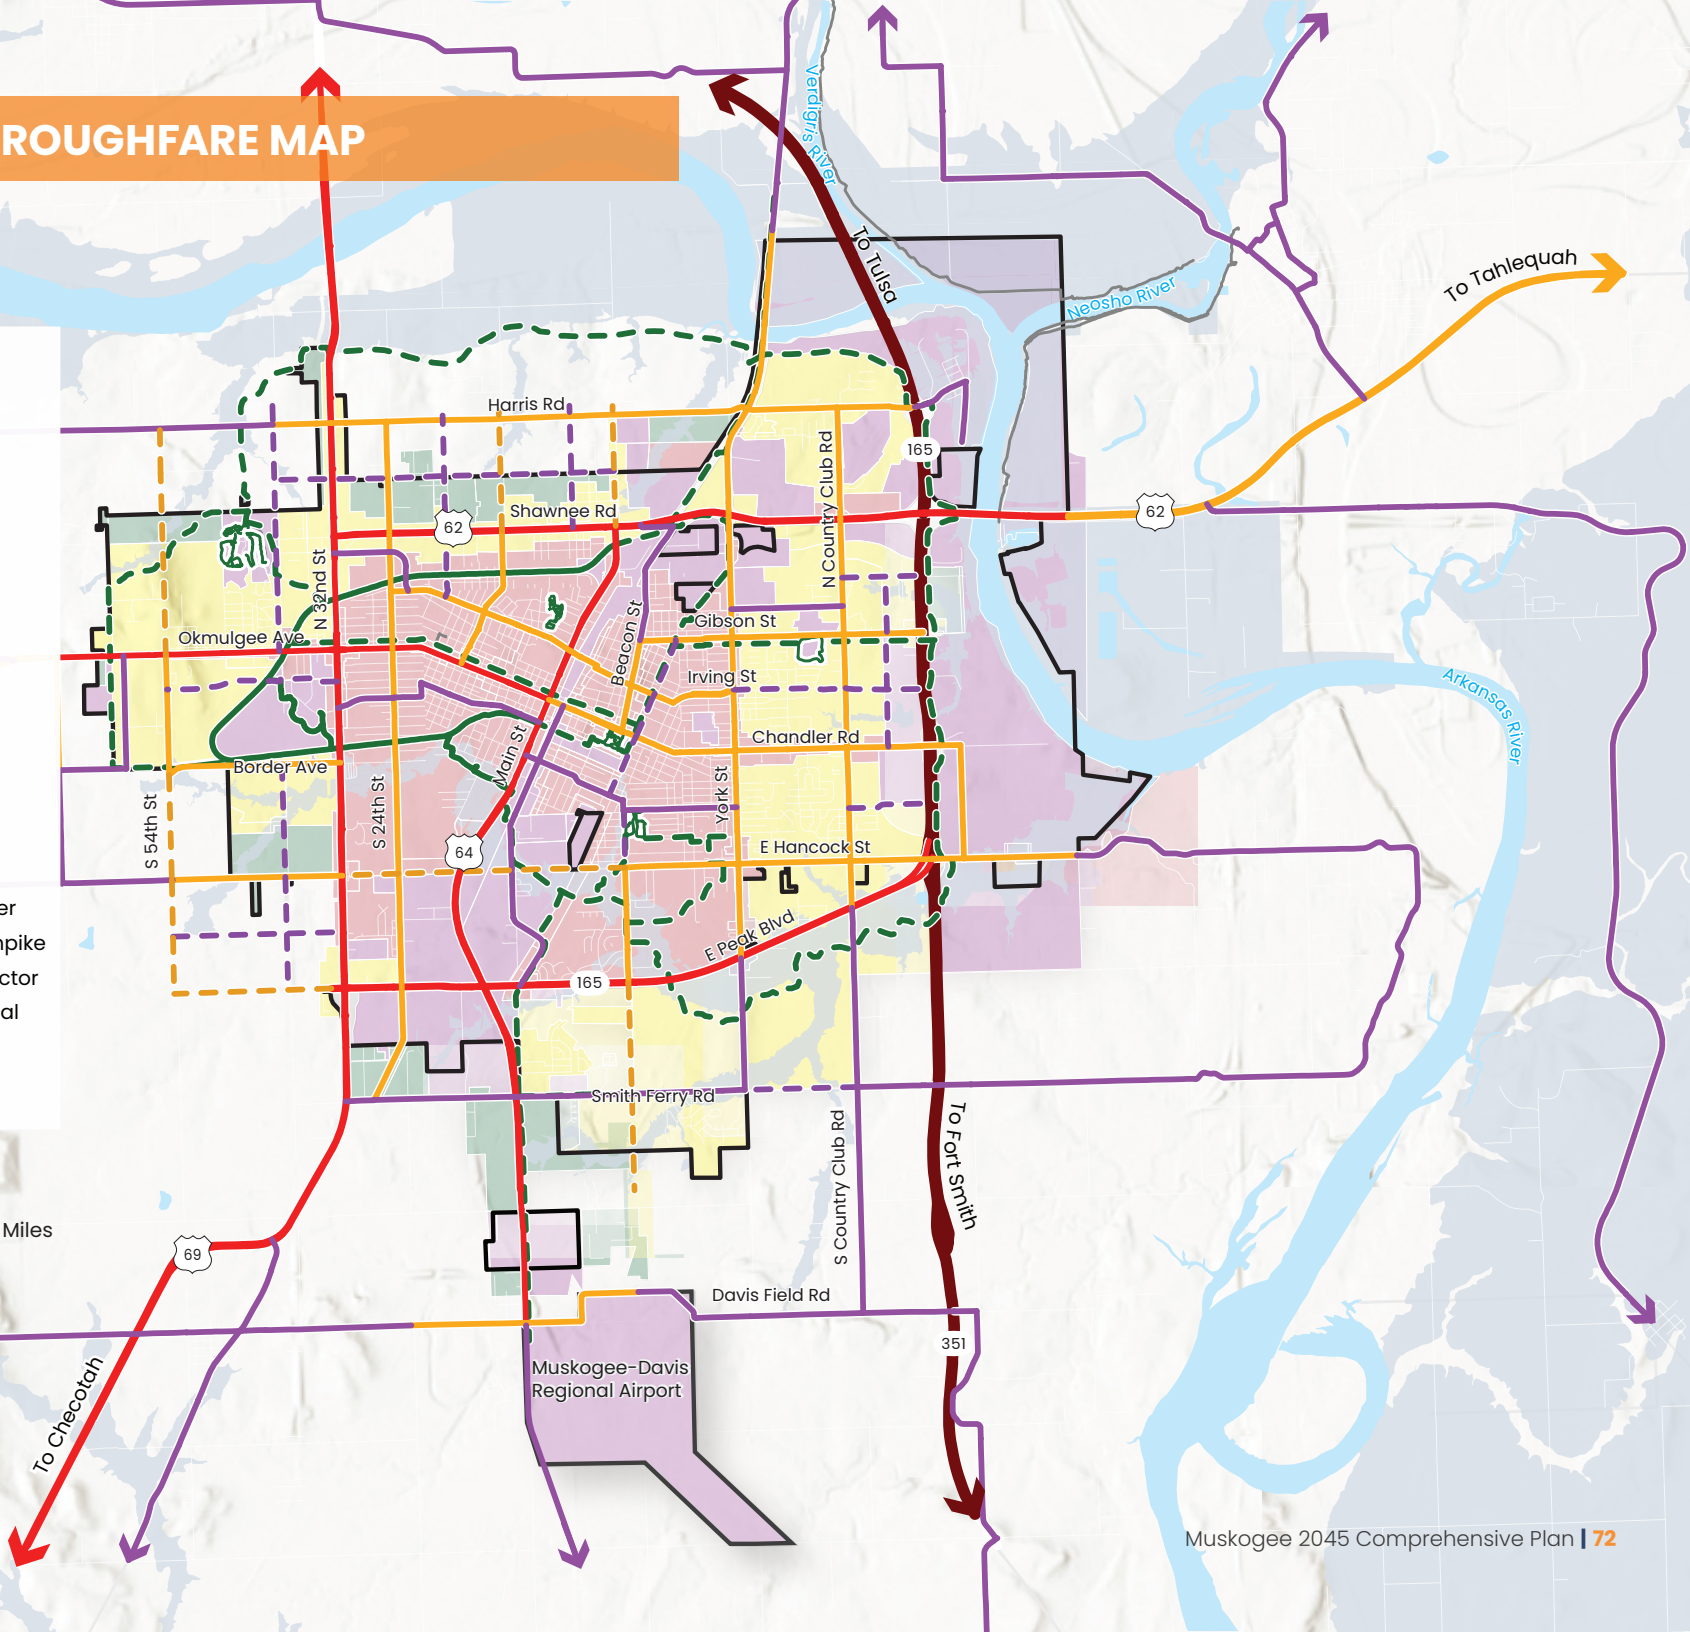 ROUGHFARE MAP
Verdigris River
To Tulsa
To Tahlequah
Neosho River
Harris Rd
165
N Country Club Rd
Shawnee Rd
62
62
N 32nd St
Beacon St
Gibson St
Okmulgee Ave
Irving St
Arkansas River
Chandler Rd
Main St
Border Ave
York St
S 24th St
S 54th St
64
E Hancock St
er
npike
ctor
al
E Peak Blvd
165
Smith Ferry Rd
To Fort Smith
S Country Club Rd
Miles
69
Davis Field Rd
351
Muskogee-Davis
Regional Airport
To Checotah
Muskogee 2045 Comprehensive Plan | 72